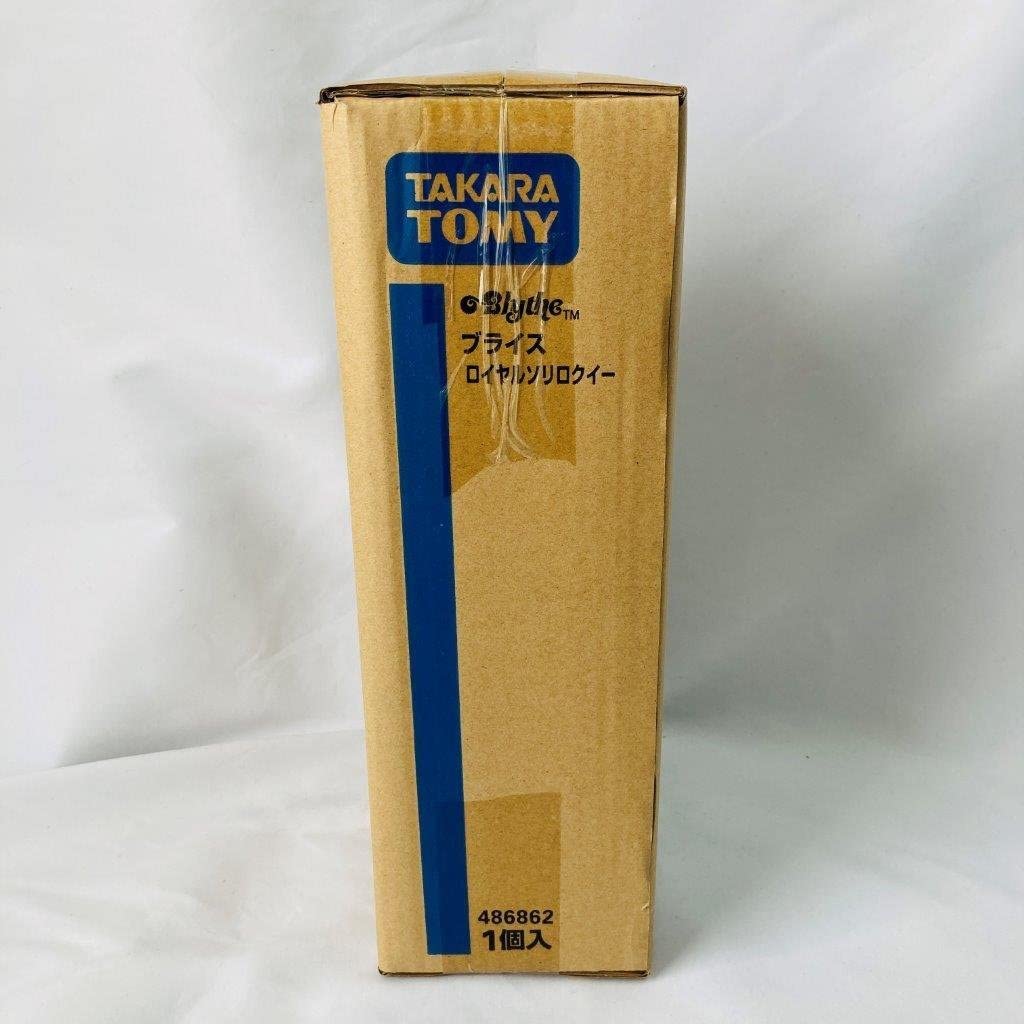 TAKARA
TOMY
Blythe™
ブライス
ロイヤルソリロクイー
486862
1個入